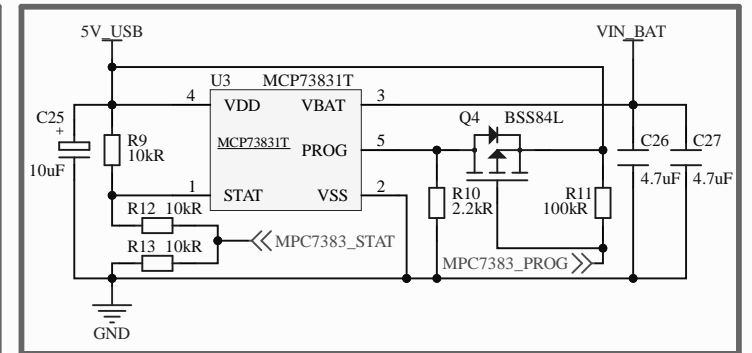 5V_USB VIN_BAT
U3 MCP73831T
4 VDD VBAT 3
C25 + 10uF
R9 10kR
MCP73831T
PROG 5
Q4 BSS84L
C26 4.7uF
C27 4.7uF
1 STAT VSS 2
R10 2.2kR
R11 100kR
R12 10kR
MPC7383_STAT
R13 10kR
MPC7383_PROG
GND